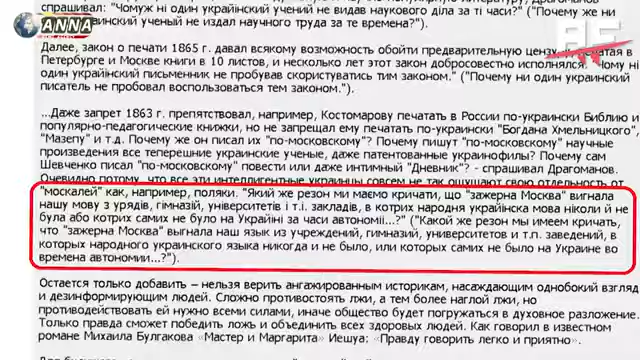 спрашивал: "Чомуж ні один український учений не видав наукового діла за ті часи?" ("Почему же ни
украинский ученый не издал научного труда за те времена?").
ANNA
Далее, закон о печати 1865 г. давал всякому возможность обойти предварительную цензу
Петербурге и Москве книги в 10 листов, и несколько лет этот закон добросовестно исполнялся.
один українській письменник не пробував скористуватись тим законом." ("Почему ни один украинский
писатель не пробовал воспользоваться тем законом.").
...Даже запрет 1863 г. препятствовал, например, Костомарову печатать в России по-украински Библию и
популярно-педагогические книжки, но не запрещал ему печатать по-украински "Богдана Хмельницкого",
"Мазепу" и т.д. Почему же он писал их "по-московскому"? Почему пишут "по-московскому" научные
произведения все теперешние украинские ученые, даже патентованные украинофилы? Почему сам
Шевченко писал "по-московскому" повести или даже интимный "Дневник"? - спрашивал Драгоманов.
Очевидно потому, что все эти интеллигентные украинцы совсем не так ощущают свою отдельность от
"москалей" как, например, поляки. "Який же резон ми маємо кричати, що "зажерна Москва" вигнала
нашу мову з урядів, гімназій, університетів і т.і. закладів, в котрих народня українська мова ніколи й не
була або котрих самих не було на Україні за часи автономії...?" ("Какой же резон мы имеем кричать,
что "зажерна Москва" выгнала наш язык из учреждений, гимназий, университетов и т.п. заведений, в
которых народного украинского языка никогда и не было, или которых самих не было на Украине во
времена автономии...?").
Остается только добавить – нельзя верить ангажированным историкам, насаждающим однобокий взгляд
и дезинформирующим людей. Сложно противостоять лжи, а тем более наглой лжи, но
противодействовать ей нужно всеми силами, иначе общество будет погружаться в духовное разложение.
Только правда сможет победить ложь и объединить всех здоровых людей. Как говорил в известном
романе Михаила Булгакова «Мастер и Маргарита» Иешуа: «Правду говорить легко и приятно».